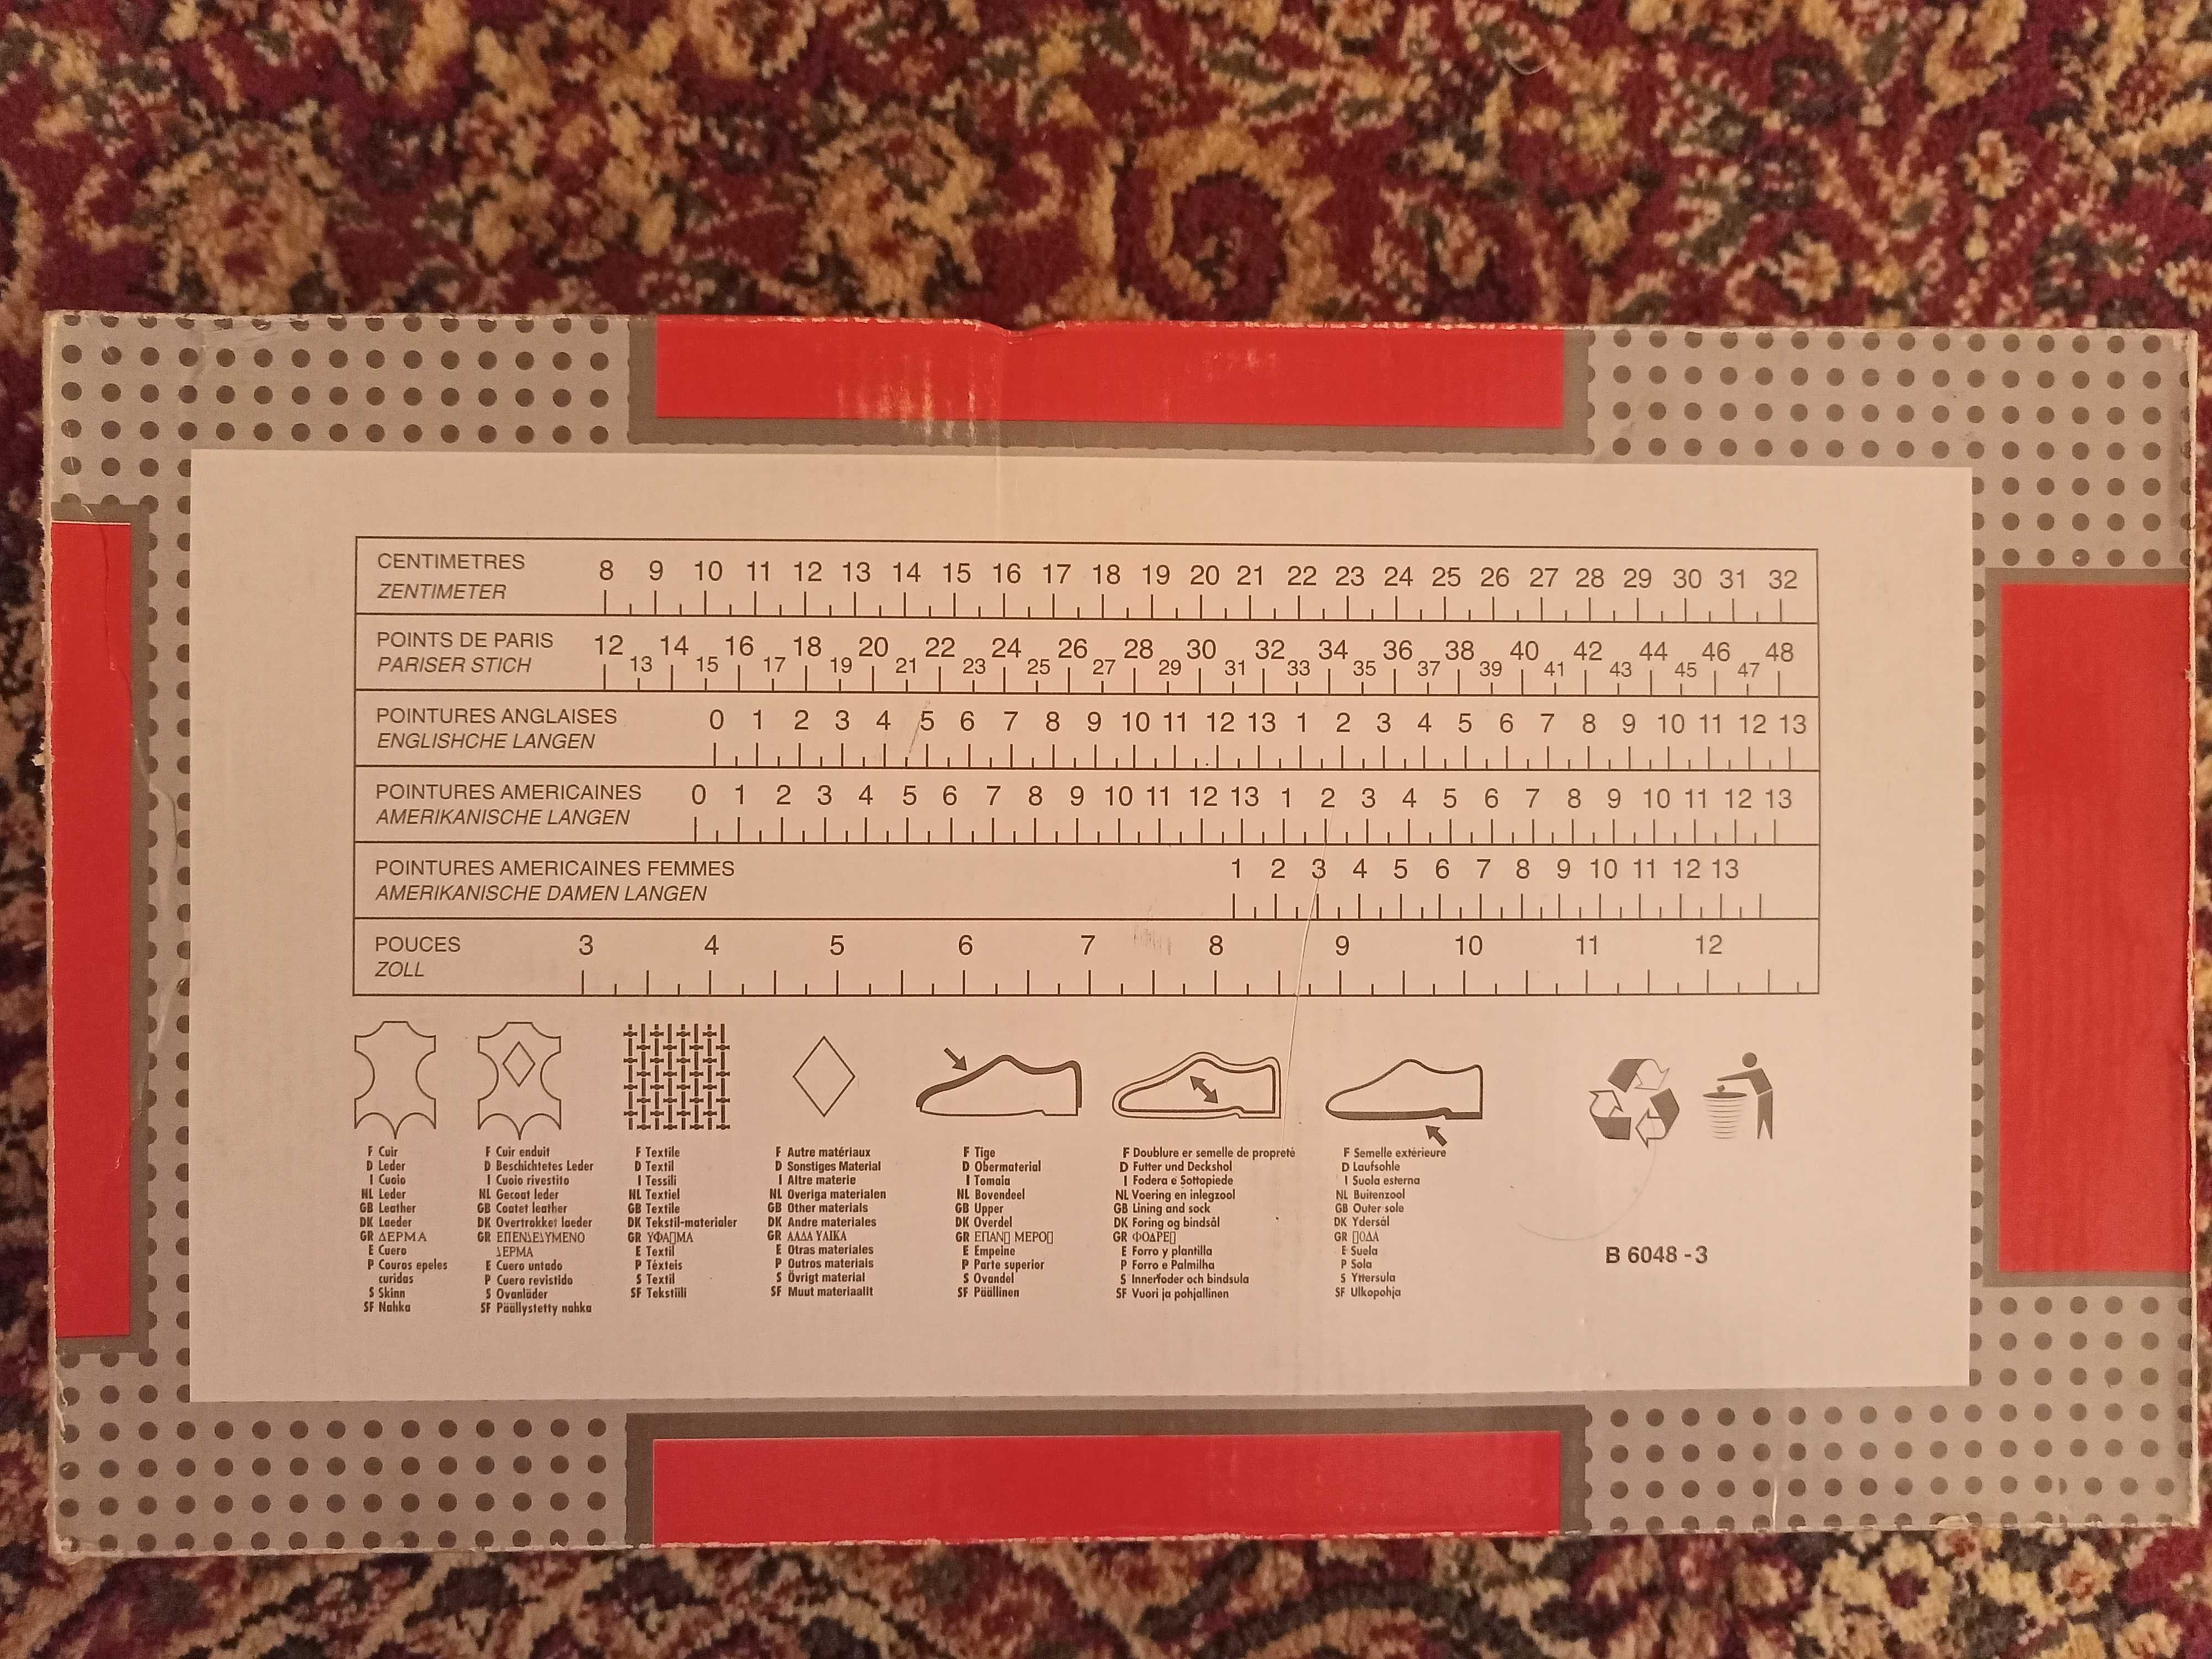 CENTIMETRES
ZENTIMETER
8 9 10 11 12 13 14 15 16 17 18 19 20 21 22 23 24 25 26 27 28 29 30 31 32
POINTS DE PARIS
PARISER STICH
12 14 16 18 20 22 24 26 28 30 32 34 36 38 40 42 44 46 48
13 15 17 19 21 23 25 27 29 31 33 35 37 39 41 43 45 47
POINTURES ANGLAISES
ENGLISHCHE LANGEN
0 1 2 3 4 5 6 7 8 9 10 11 12 13 1 2 3 4 5 6 7 8 9 10 11 12 13
POINTURES AMERICAINES
AMERIKANISCHE LANGEN
0 1 2 3 4 5 6 7 8 9 10 11 12 13 1 2 3 4 5 6 7 8 9 10 11 12 13
POINTURES AMERICAINES FEMMES
AMERIKANISCHE DAMEN LANGEN
1 2 3 4 5 6 7 8 9 10 11 12 13
POUCES
ZOLL
3 4 5 6 7 8 9 10 11 12
F Cuir
D Leder
I Cuoio
NL Leder
GB Leather
DK Laeder
GR ΔΕΡΜΑ
E Cuero
P Couros epeles
curidas
S Skinn
SF Nahka
F Cuir enduit
D Beschichtetes Leder
I Cuoio rivestito
NL Gecoat leder
GB Coatet leather
DK Overtrokket laeder
GR ΕΠΕΝΔΕΔΥΜΕΝΟ
ΔΕΡΜΑ
E Cuero untado
P Cuero revistido
S Ovanläder
SF Päällystetty nahka
F Textile
D Textil
I Tessili
NL Textiel
GB Textile
DK Tekstil-materialer
GR ΥΦΑ▯ΜΑ
E Textil
P Téxteis
S Textil
SF Tekstiili
F Autre matériaux
D Sonstiges Material
I Altre materie
NL Overiga materialen
GB Other materials
DK Andre materiales
GR ΑΛΛΑ ΥΛΙΚΑ
E Otras materiales
P Outros materials
S Övrigt material
SF Muut materiaalit
F Tige
D Obermaterial
I Tomaia
NL Bovendeel
GB Upper
DK Overdel
GR ΕΠΑΝ▯ ΜΕΡΟ▯
E Empeine
P Parte superior
S Ovandel
SF Päällinen
F Doublure er semelle de propreté
D Futter und Deckshol
I Fodera e Sottopiede
NL Voering en inlegzool
GB Lining and sock
DK Foring og bindsål
GR ΦΟΔΡΕ▯
E Forro y plantilla
P Forro e Palmilha
S Innerfoder och bindsula
SF Vuori ja pohjallinen
F Semelle extérieure
D Laufsohle
I Suola esterna
NL Buitenzool
GB Outer sole
DK Ydersål
GR ▯ΟΛΑ
E Suela
P Sola
S Yttersula
SF Ulkopohja
B 6048 - 3